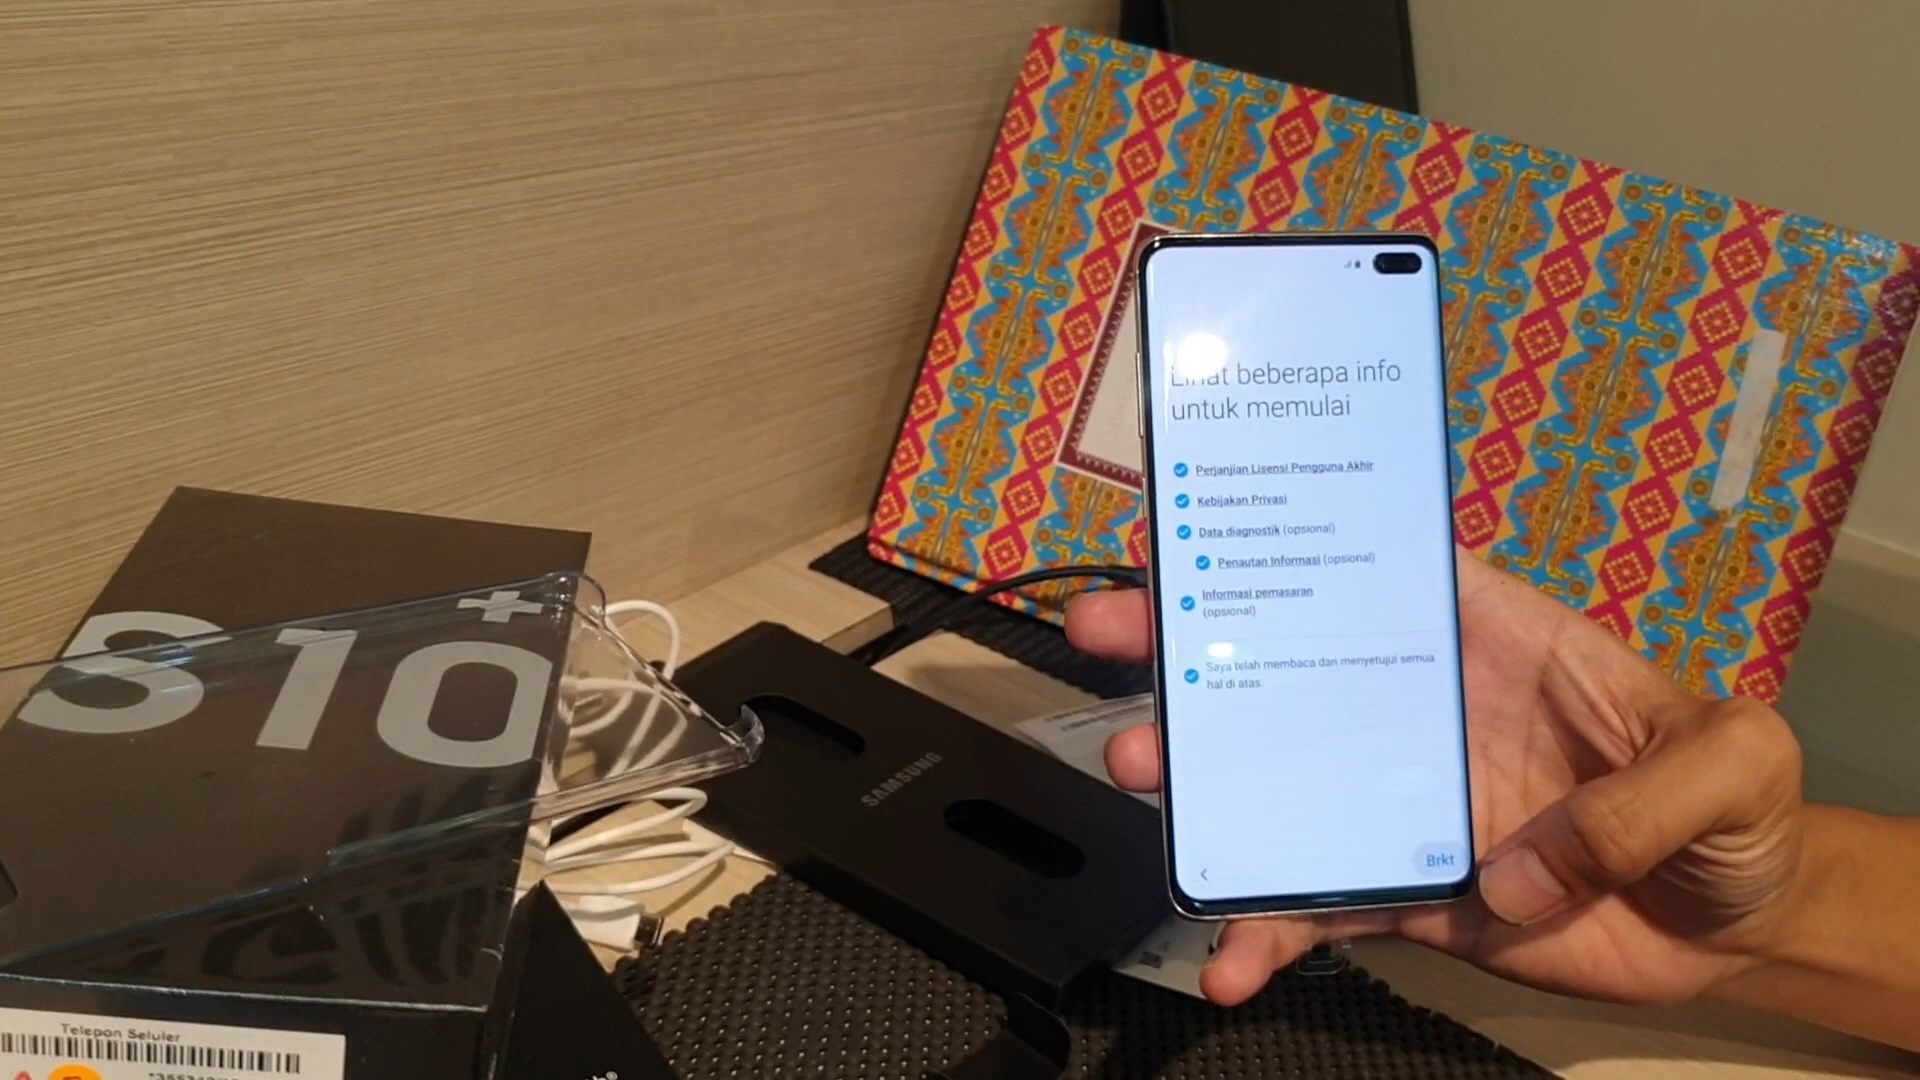 Lihat beberapa info
untuk memulai
Perjanjian Lisensi Pengguna Akhir
Kebijakan Privasi
Data diagnostik (opsional)
Penautan Informasi (opsional)
Informasi pemasaran
(opsional)
Saya telah membaca dan menyetujui semua
hal di atas.
Brkt
S10+
SAMSUNG
Telepon Seluler